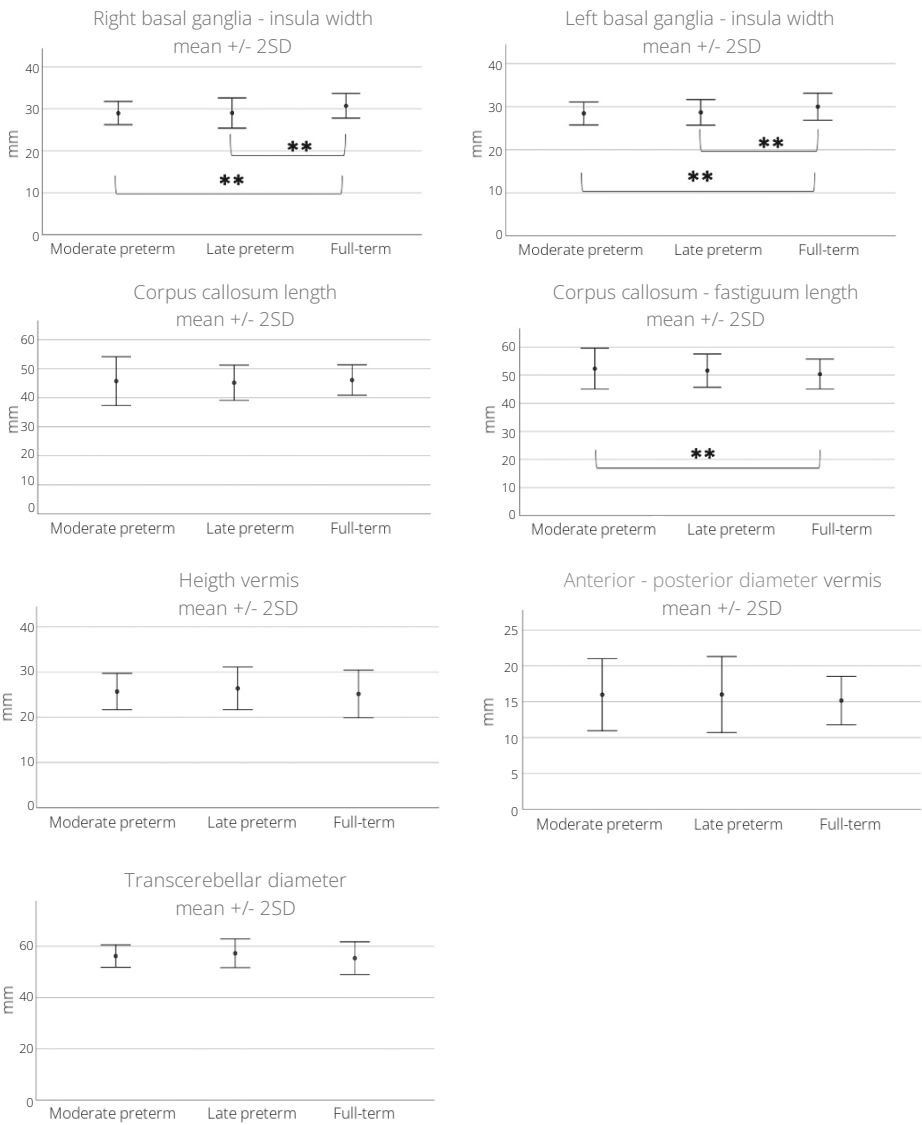 Right basal ganglia - insula width
mean +/- 2SD
40
30
20
10
0
mm
**
**
Moderate preterm Late preterm Full-term
Left basal ganglia - insula width
mean +/- 2SD
40
30
20
10
0
mm
**
**
Moderate preterm Late preterm Full-term
Corpus callosum length
mean +/- 2SD
60
50
40
30
20
10
0
mm
Moderate preterm Late preterm Full-term
Corpus callosum - fastiguum length
mean +/- 2SD
60
50
40
30
20
10
0
mm
**
Moderate preterm Late preterm Full-term
Heigth vermis
mean +/- 2SD
40
30
20
10
0
mm
Moderate preterm Late preterm Full-term
Anterior - posterior diameter vermis
mean +/- 2SD
25
20
15
10
5
0
mm
Moderate preterm Late preterm Full-term
Transcerebellar diameter
mean +/- 2SD
60
40
20
0
mm
Moderate preterm Late preterm Full-term